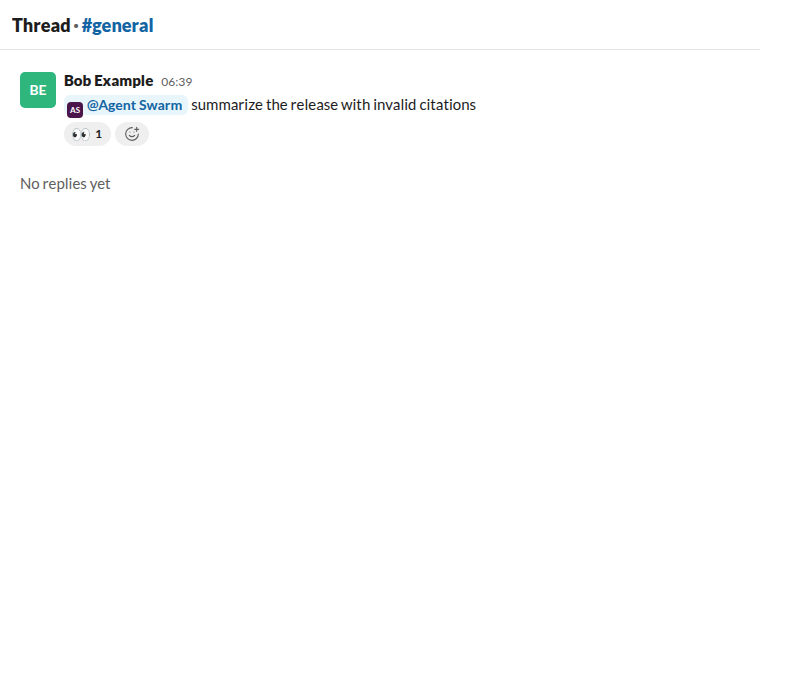 Thread • #general
BE
Bob Example 06:39
AS @Agent Swarm summarize the release with invalid citations
👀 1
No replies yet